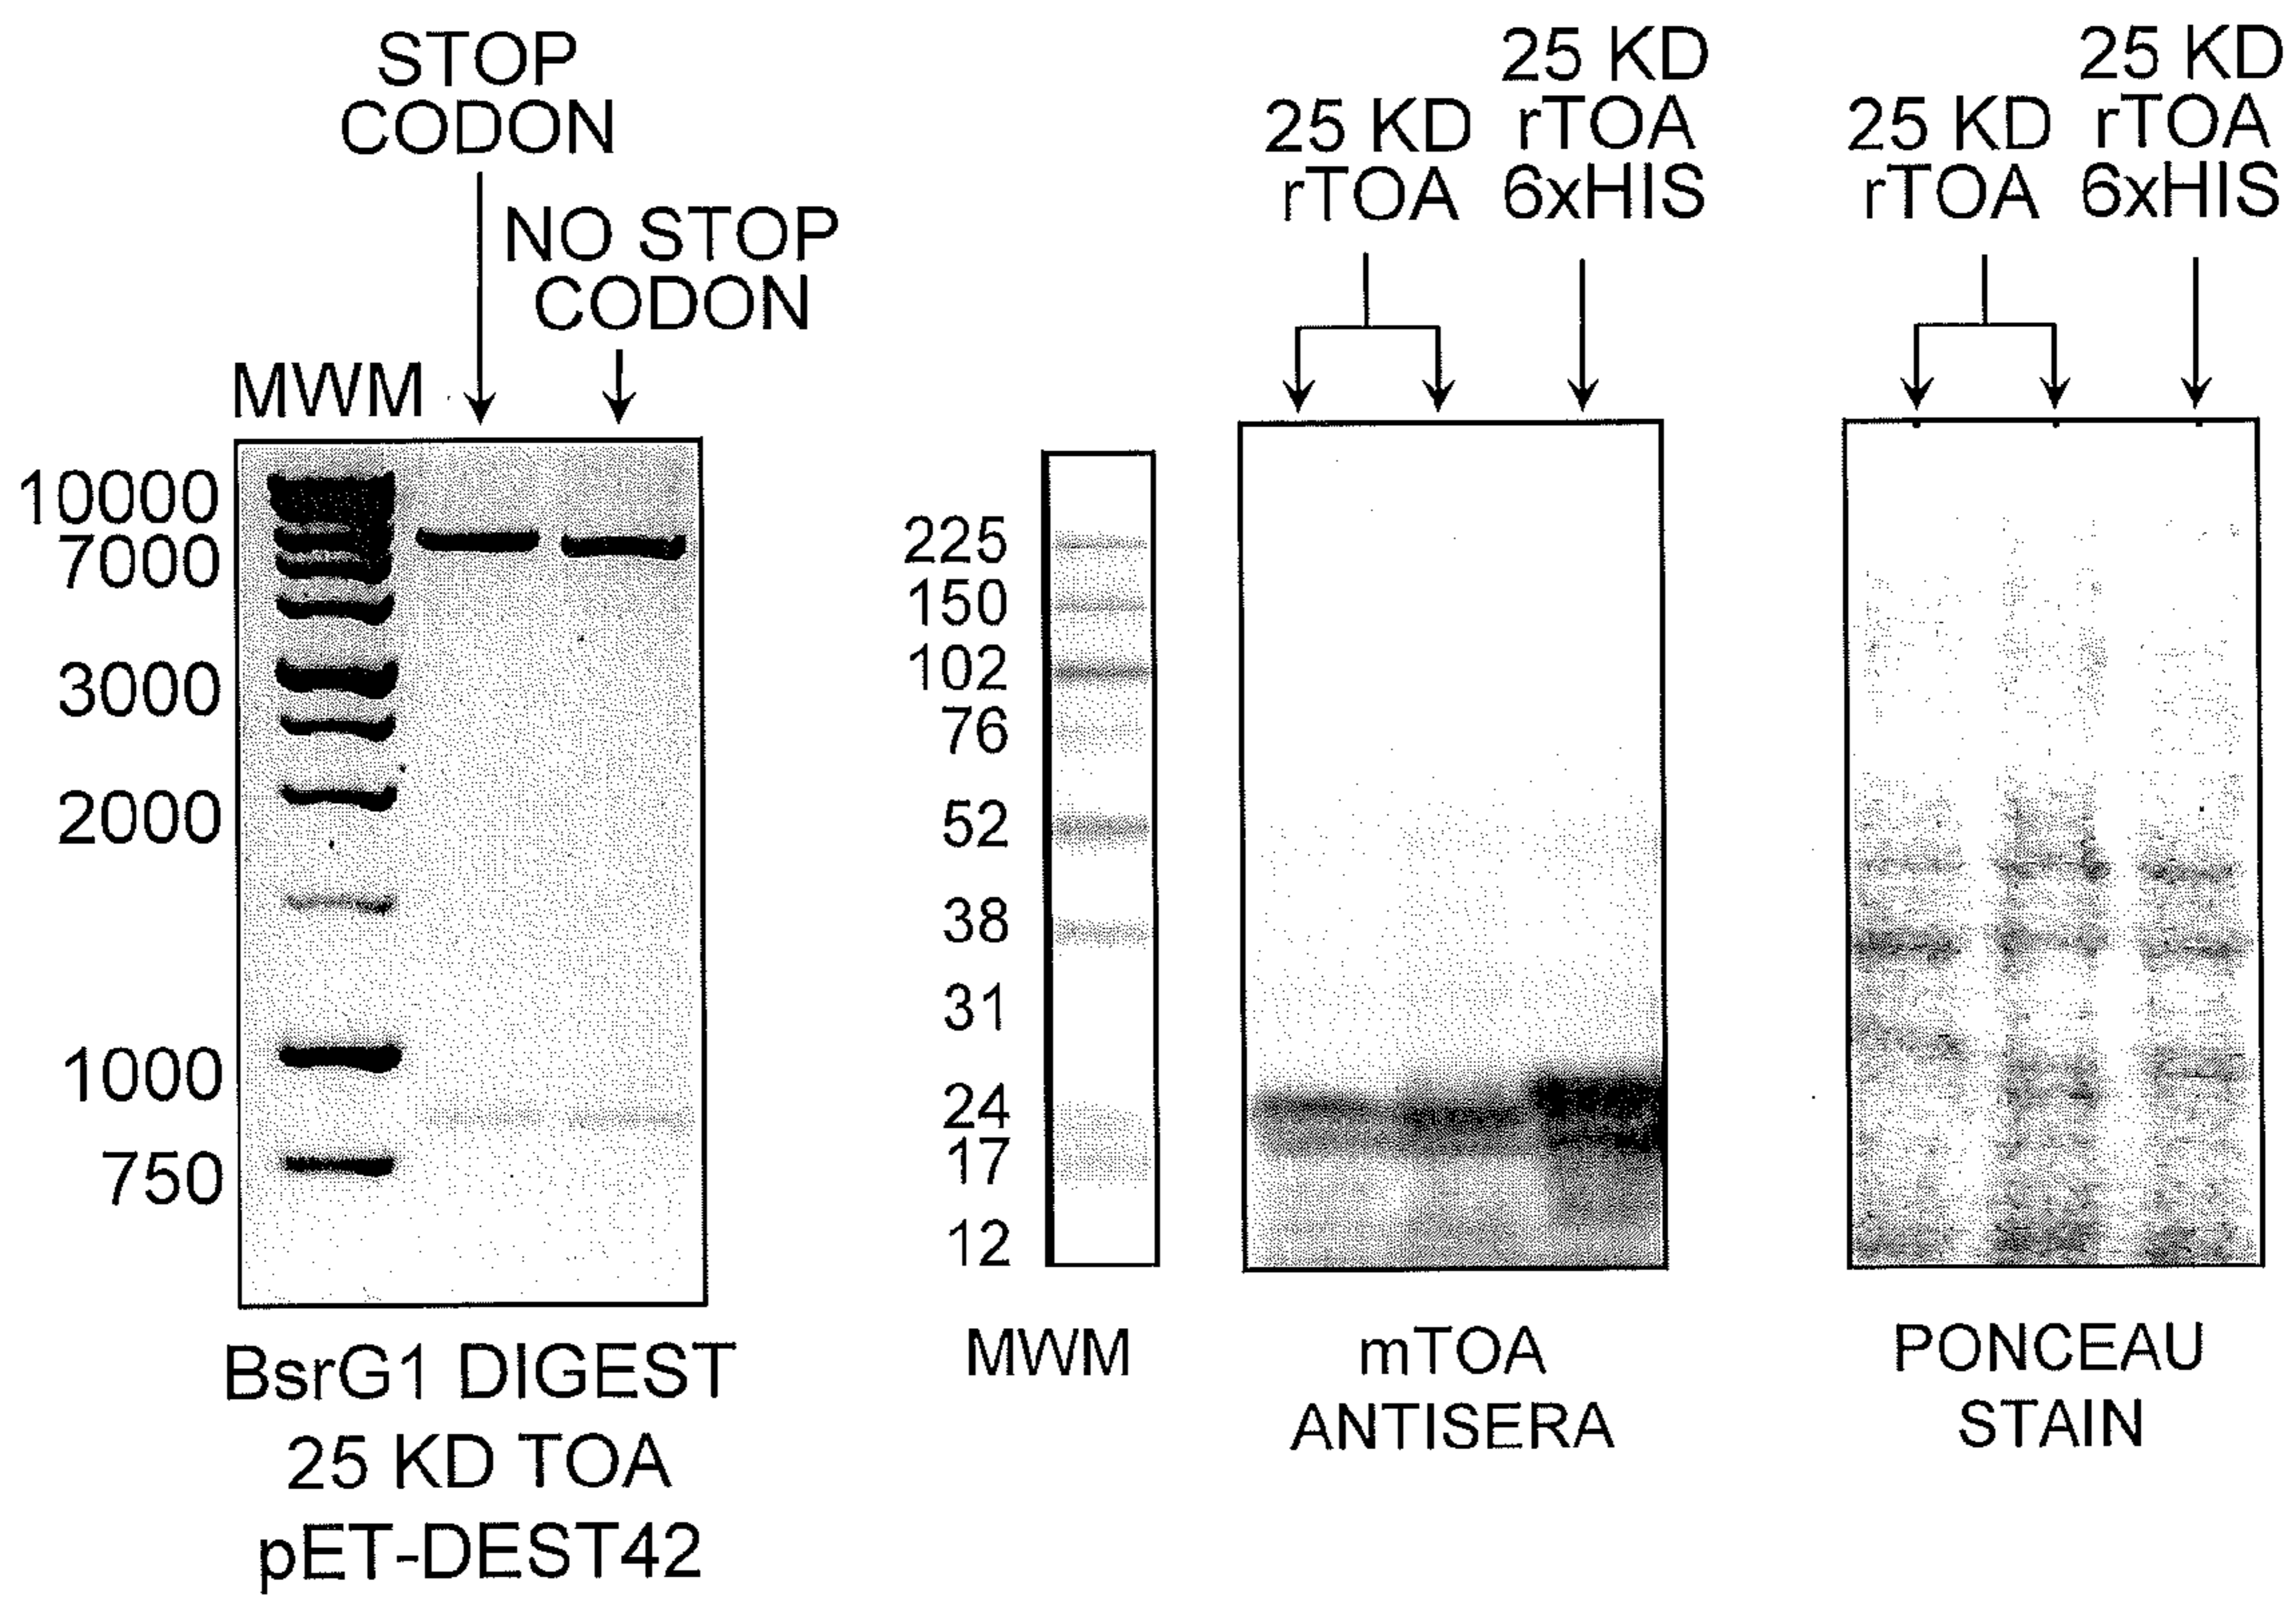 STOP
CODON
NO STOP
CODON
MWM
10000
7000
3000
2000
1000
750
BsrG1 DIGEST
25 KD TOA
pET-DEST42
225
150
102
76
52
38
31
24
17
12
MWM
25 KD
rTOA
25 KD
rTOA
6xHIS
mTOA
ANTISERA
25 KD
rTOA
25 KD
rTOA
6xHIS
PONCEAU
STAIN